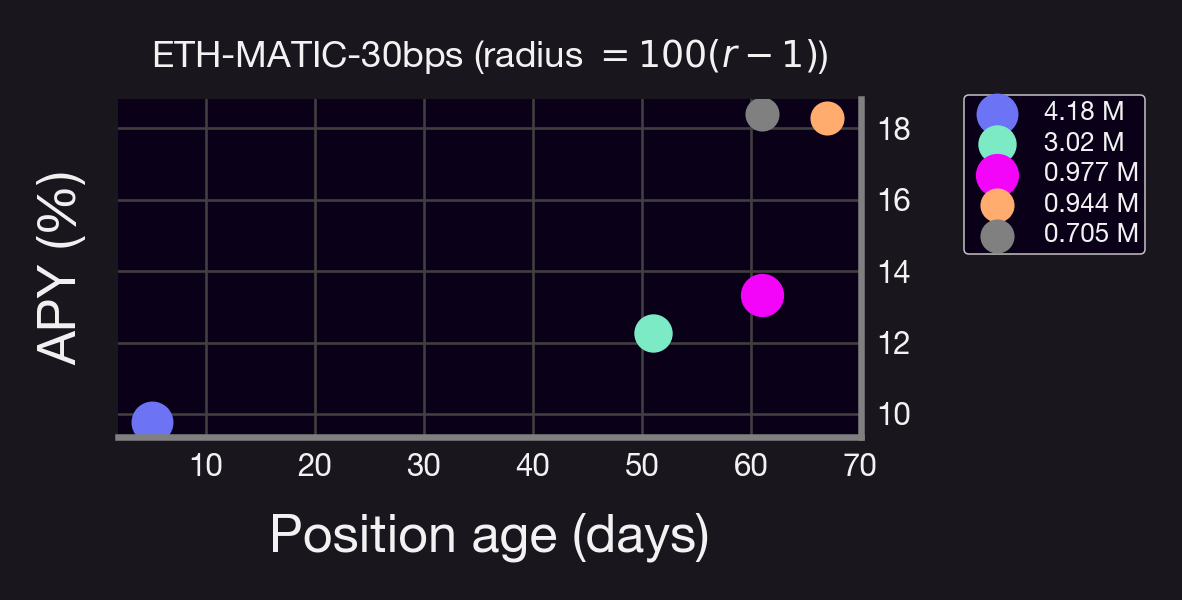 ETH-MATIC-30bps (radius = 100(r − 1))
4.18 M
3.02 M
0.977 M
0.944 M
0.705 M
APY (%)
18
16
14
12
10
10 20 30 40 50 60 70
Position age (days)